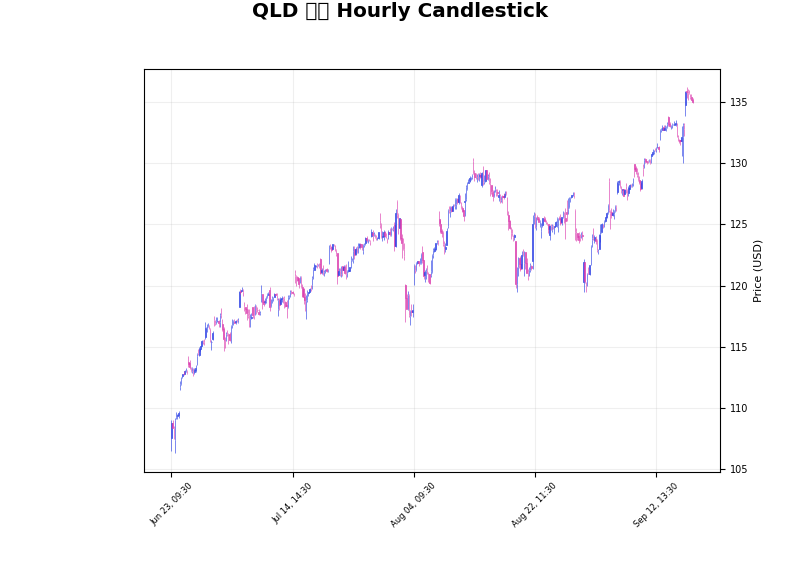 QLD Hourly Candlestick
135
130
125
120
115
110
105
Price (USD)
Jun 23, 09:30
Jul 14, 14:30
Aug 04, 09:30
Aug 22, 11:30
Sep 12, 13:30